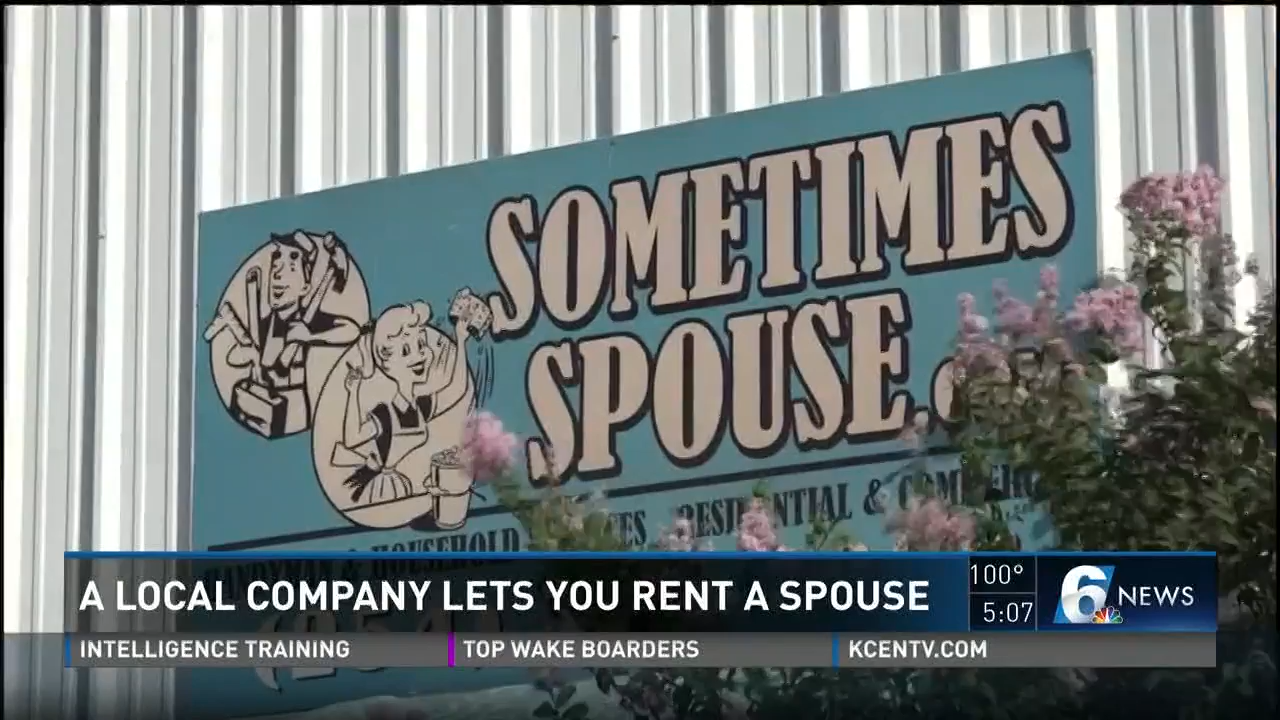 SOMETIMES
SPOUSE
RESIDENTIAL &
& HOUSEHOLD
A LOCAL COMPANY LETS YOU RENT A SPOUSE
100°
5:07
6 NEWS
INTELLIGENCE TRAINING
TOP WAKE BOARDERS
KCENTV.COM